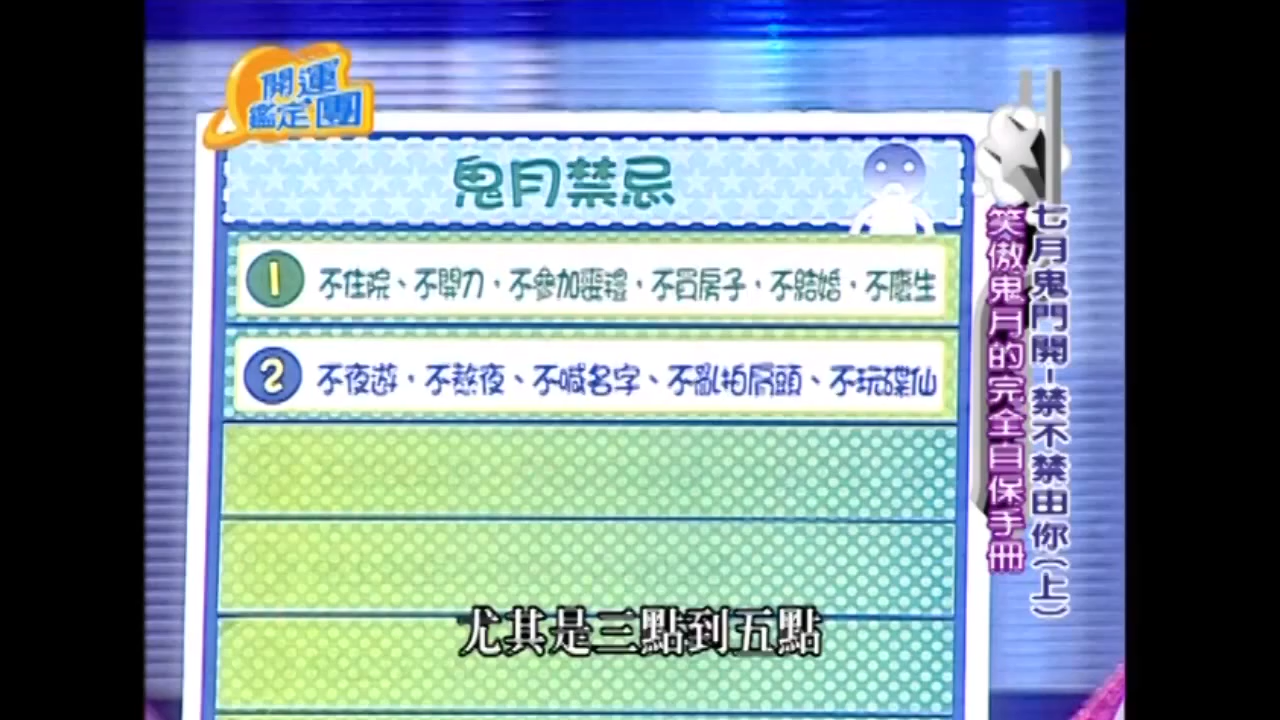 開運
鑑定團
鬼月禁忌
1 不住院、不開刀，不參加喪禮，不買房子，不結婚，不慶生
2 不夜遊，不熬夜、不喊名字、不亂拍肩頭、不玩碟仙
七月鬼門開-禁不禁由你(上)
笑傲鬼月的完全自保手冊
尤其是三點到五點